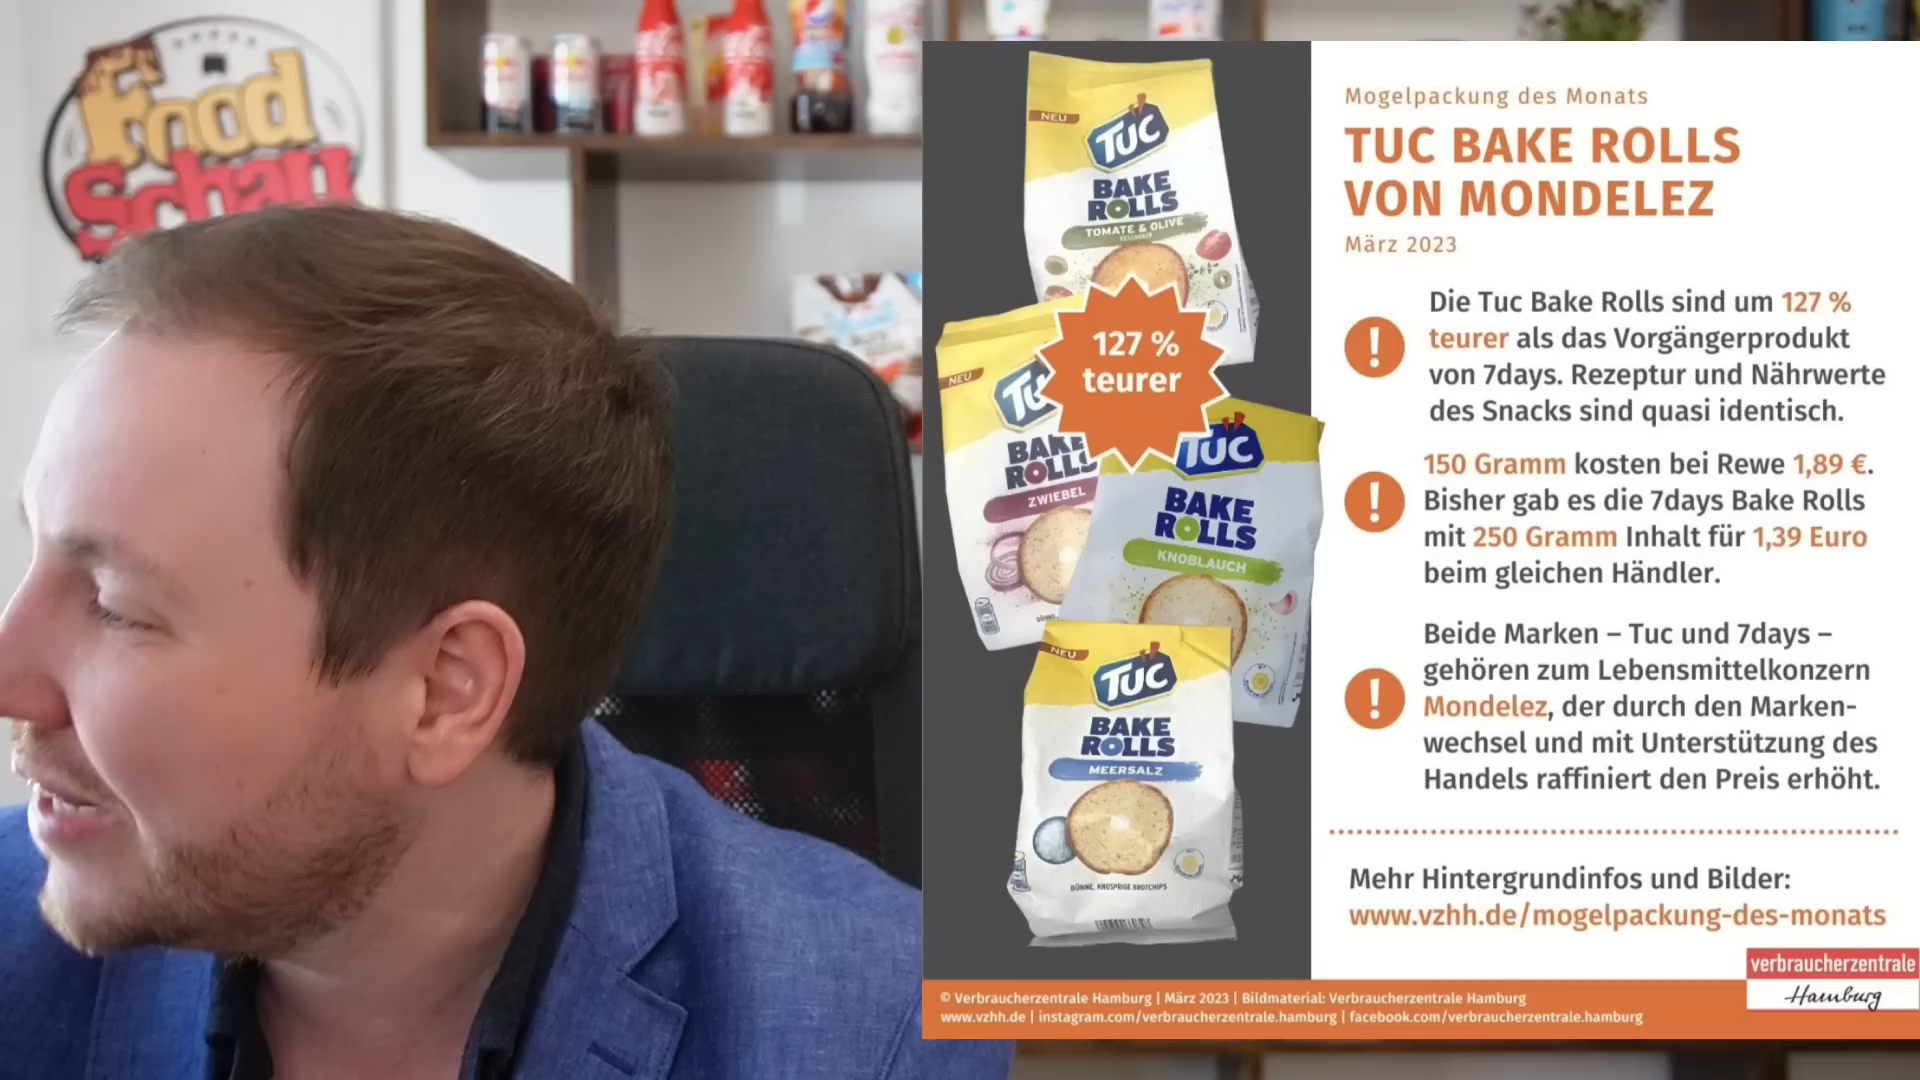 Food
Schau
NEU
TUC
BAKE
ROLLS
TOMATE & OLIVE
GESCHMACK
127 %
teurer
NEU
BAKE
ROLLS
ZWIEBEL
TUC
BAKE
ROLLS
KNOBLAUCH
NEU
TUC
BAKE
ROLLS
MEERSALZ
DÜNNE, KNUSPRIGE BROTCHIPS
Mogelpackung des Monats
TUC BAKE ROLLS
VON MONDELEZ
März 2023
Die Tuc Bake Rolls sind um 127 %
teurer als das Vorgängerprodukt
von 7days. Rezeptur und Nährwerte
des Snacks sind quasi identisch.
150 Gramm kosten bei Rewe 1,89 €.
Bisher gab es die 7days Bake Rolls
mit 250 Gramm Inhalt für 1,39 Euro
beim gleichen Händler.
Beide Marken – Tuc und 7days –
gehören zum Lebensmittelkonzern
Mondelez, der durch den Marken-
wechsel und mit Unterstützung des
Handels raffiniert den Preis erhöht.
Mehr Hintergrundinfos und Bilder:
www.vzhh.de/mogelpackung-des-monats
verbraucherzentrale
Hamburg
© Verbraucherzentrale Hamburg | März 2023 | Bildmaterial: Verbraucherzentrale Hamburg
www.vzhh.de | instagram.com/verbraucherzentrale.hamburg | facebook.com/verbraucherzentrale.hamburg